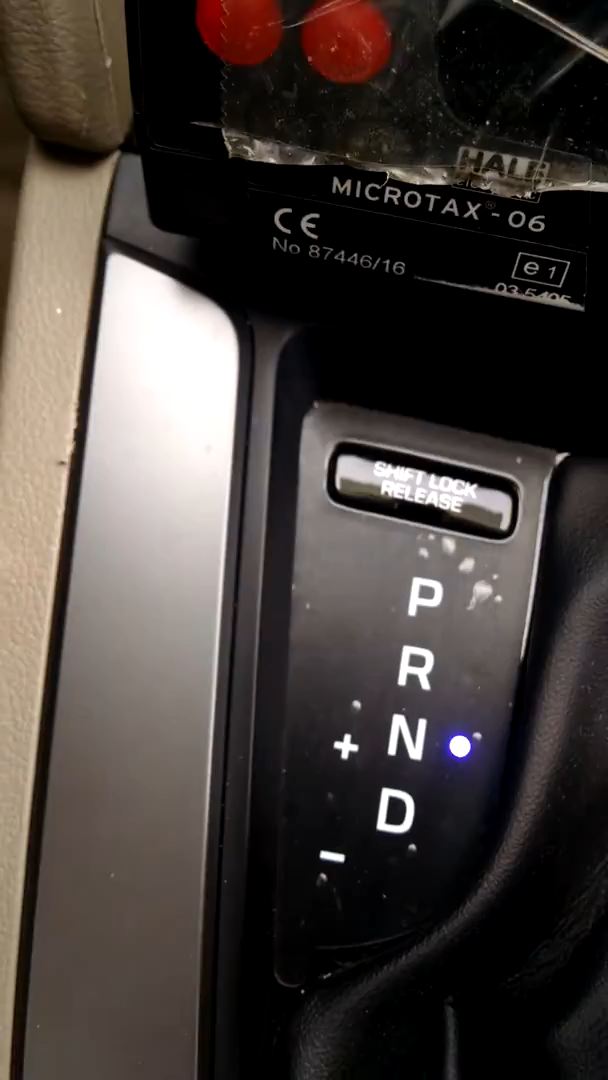 HALE
MICROTAX® - 06
CE
No 87446/16
e1
SHIFT LOCK
RELEASE
P
R
+ N
D
-